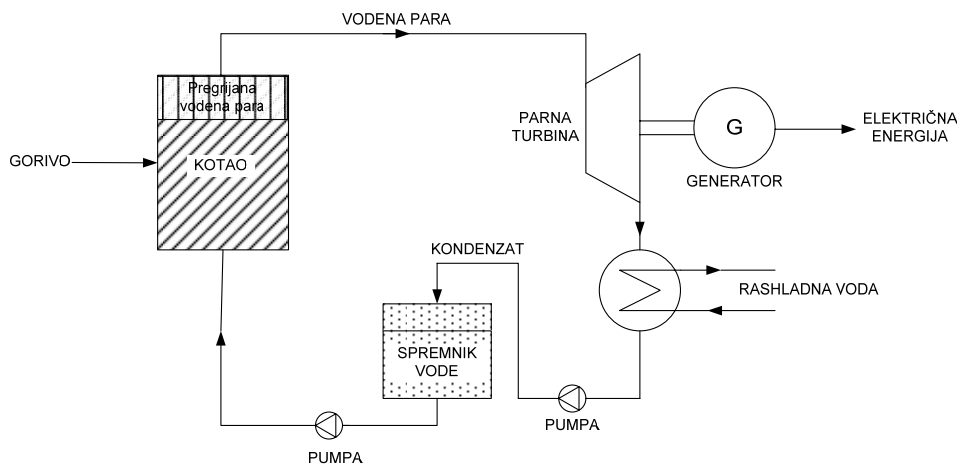 VODENA PARA
Pregrijana
vodena para
PARNA
TURBINA
G
ELEKTRIČNA
ENERGIJA
GORIVO
KOTAO
GENERATOR
KONDENZAT
RASHLADNA VODA
SPREMNIK
VODE
PUMPA
PUMPA